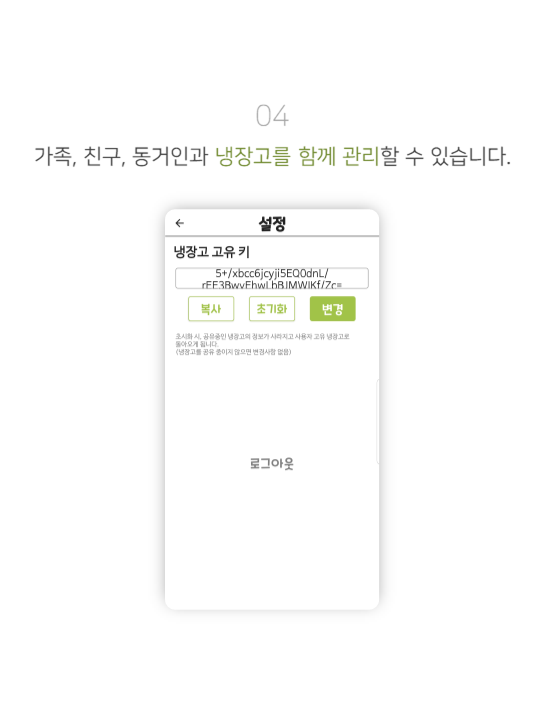 04
가족, 친구, 동거인과 냉장고를 함께 관리할 수 있습니다.
설정
냉장고 고유 키
5+/xbcc6jcyji5EQ0dnL/
복사 초기화 변경
초시화 시, 공유중인 냉장고의 정보가 사라지고 사용자 고유 냉장고로
돌아오게 됩니다.
(냉장고를 공유 중이지 않으면 변경사항 없음)
로그아웃